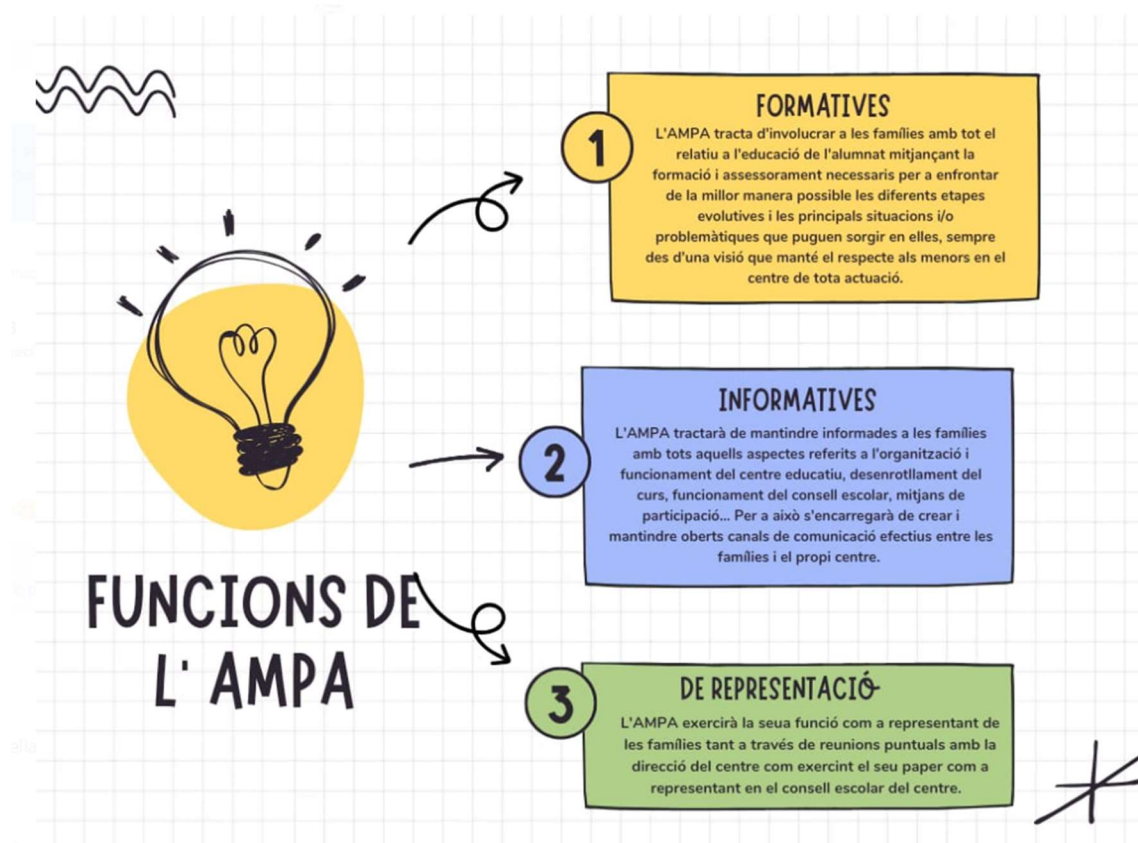 FUNCIONS DE
L' AMPA
1
FORMATIVES
L'AMPA tracta d'involucrar a les famílies amb tot el
relatiu a l'educació de l'alumnat mitjançant la
formació i assessorament necessaris per a enfrontar
de la millor manera possible les diferents etapes
evolutives i les principals situacions i/o
problemàtiques que puguen sorgir en elles, sempre
des d'una visió que manté el respecte als menors en el
centre de tota actuació.
2
INFORMATIVES
L'AMPA tractarà de mantindre informades a les famílies
amb tots aquells aspectes referits a l'organització i
funcionament del centre educatiu, desenrotllament del
curs, funcionament del consell escolar, mitjans de
participació... Per a això s'encarregarà de crear i
mantindre oberts canals de comunicació efectius entre les
famílies i el propi centre.
3
DE REPRESENTACIÓ
L'AMPA exercirà la seua funció com a representant de
les famílies tant a través de reunions puntuals amb la
direcció del centre com exercint el seu paper com a
representant en el consell escolar del centre.